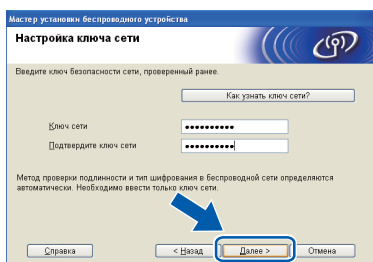 Мастер установки беспроводного устройства
Настройка ключа сети
Введите ключ безопасности сети, проверенный ранее.
Как узнать ключ сети?
Ключ сети ●●●●●●●●●●
Подтвердите ключ сети ●●●●●●●●●●
Метод проверки подлинности и тип шифрования в беспроводной сети определяются
автоматически. Необходимо ввести только ключ сети.
Справка < Назад Далее > Отмена